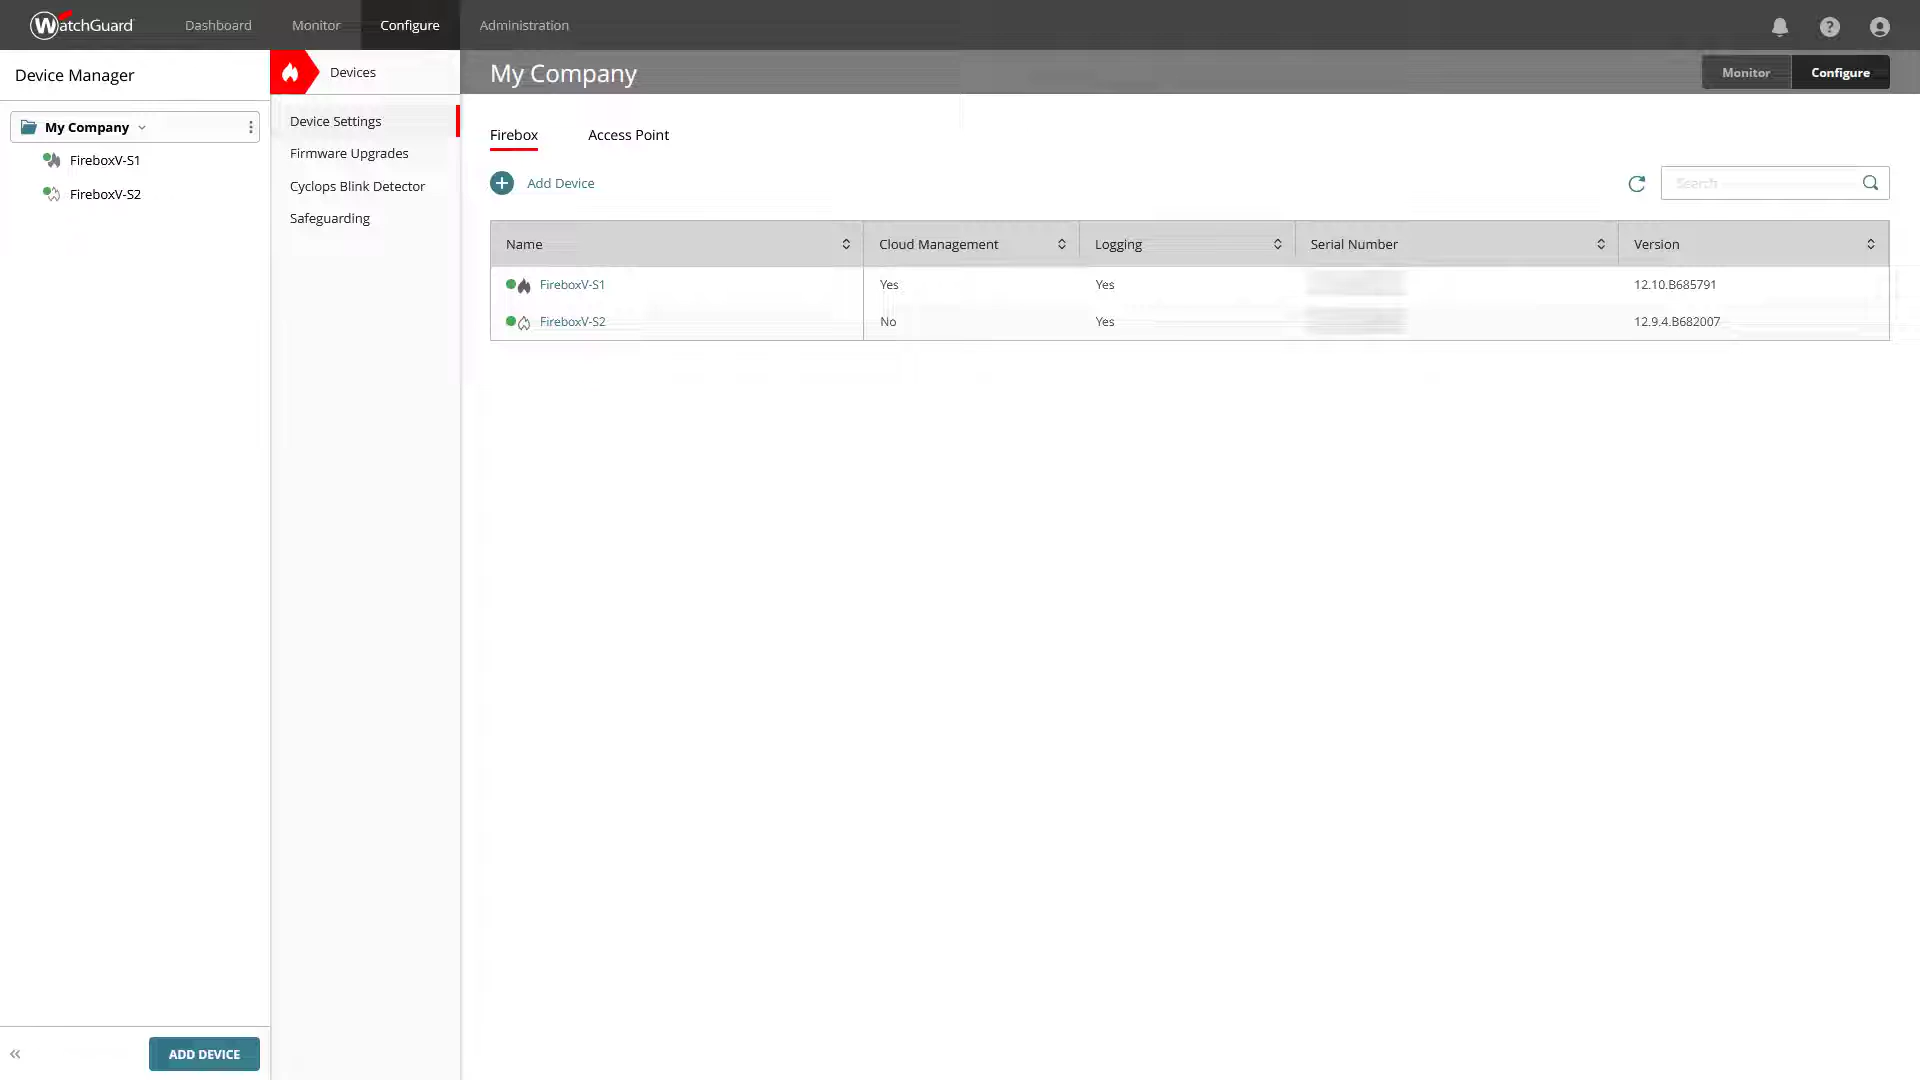 WatchGuard
Dashboard
Monitor
Configure
Administration
Device Manager
Devices
My Company
Monitor
Configure
My Company
FireboxV-S1
FireboxV-S2
Device Settings
Firmware Upgrades
Cyclops Blink Detector
Safeguarding
Firebox
Access Point
Add Device
Search
Name
Cloud Management
Logging
Serial Number
Version
FireboxV-S1
Yes
Yes
12.10.B685791
FireboxV-S2
No
Yes
12.9.4.B682007
ADD DEVICE